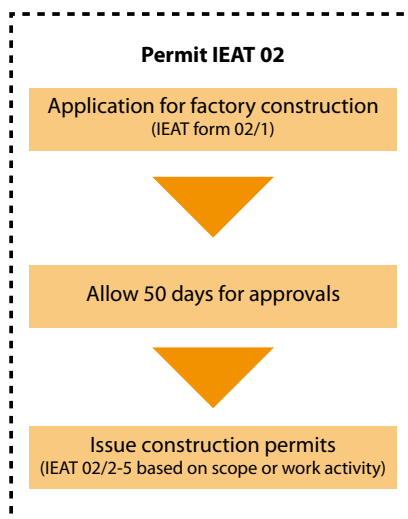 Permit IEAT 02
Application for factory construction
(IEAT form 02/1)
Allow 50 days for approvals
Issue construction permits
(IEAT 02/2-5 based on scope or work activity)